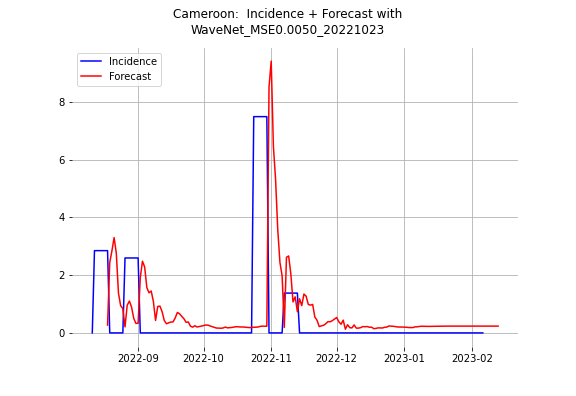 Cameroon:  Incidence + Forecast with
WaveNet_MSE0.0050_20221023
Incidence
Forecast
8
6
4
2
0
2022-09 2022-10 2022-11 2022-12 2023-01 2023-02